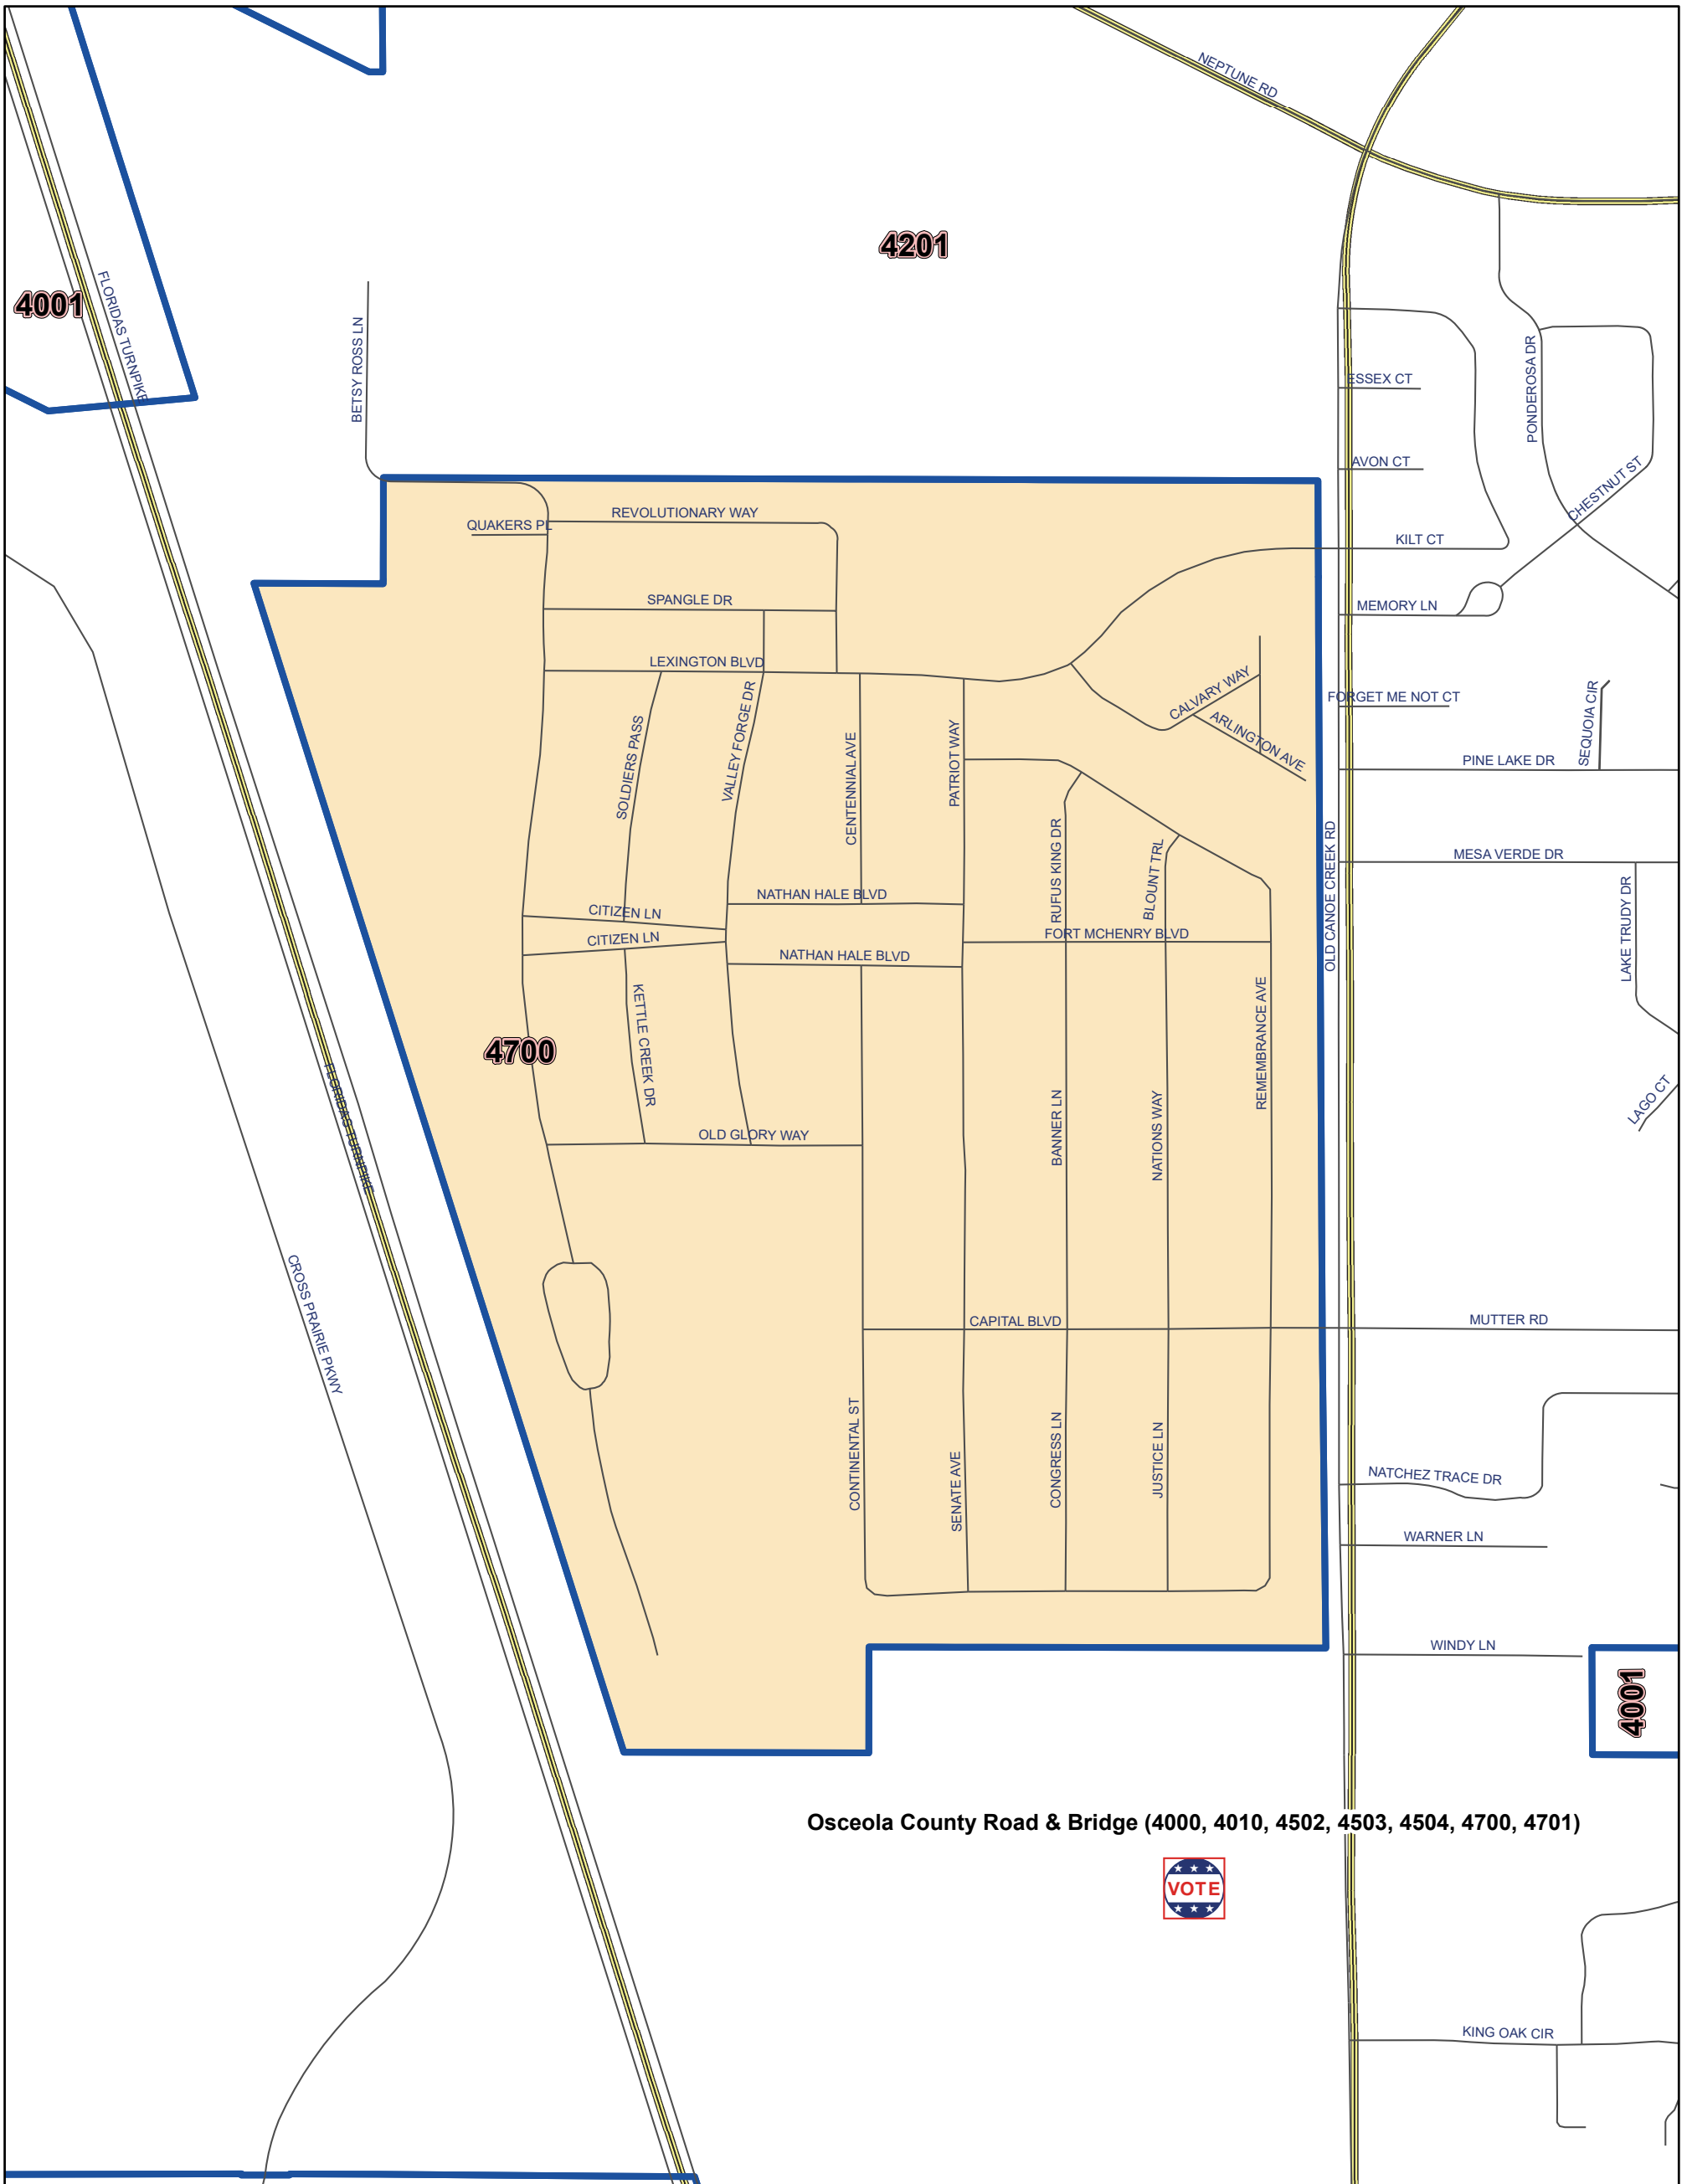 NEPTUNE RD
4201
4001
FLORIDAS TURNPIKE
BETSY ROSS LN
PONDEROSA DR
ESSEX CT
AVON CT
CHESTNUT ST
REVOLUTIONARY WAY
QUAKERS PL
KILT CT
SPANGLE DR
MEMORY LN
LEXINGTON BLVD
CALVARY WAY
FORGET ME NOT CT
SEQUOIA CIR
ARLINGTON AVE
SOLDIERS PASS
VALLEY FORGE DR
CENTENNIAL AVE
PATRIOT WAY
PINE LAKE DR
RUFUS KING DR
BLOUNT TRL
OLD CANOE CREEK RD
MESA VERDE DR
LAKE TRUDY DR
NATHAN HALE BLVD
CITIZEN LN
CITIZEN LN
FORT MCHENRY BLVD
NATHAN HALE BLVD
KETTLE CREEK DR
REMEMBRANCE AVE
4700
FLORIDAS TURNPIKE
LAGO CT
BANNER LN
NATIONS WAY
OLD GLORY WAY
CROSS PRAIRIE PKWY
CAPITAL BLVD
MUTTER RD
CONTINENTAL ST
SENATE AVE
CONGRESS LN
JUSTICE LN
NATCHEZ TRACE DR
WARNER LN
WINDY LN
4001
Osceola County Road & Bridge (4000, 4010, 4502, 4503, 4504, 4700, 4701)
VOTE
KING OAK CIR